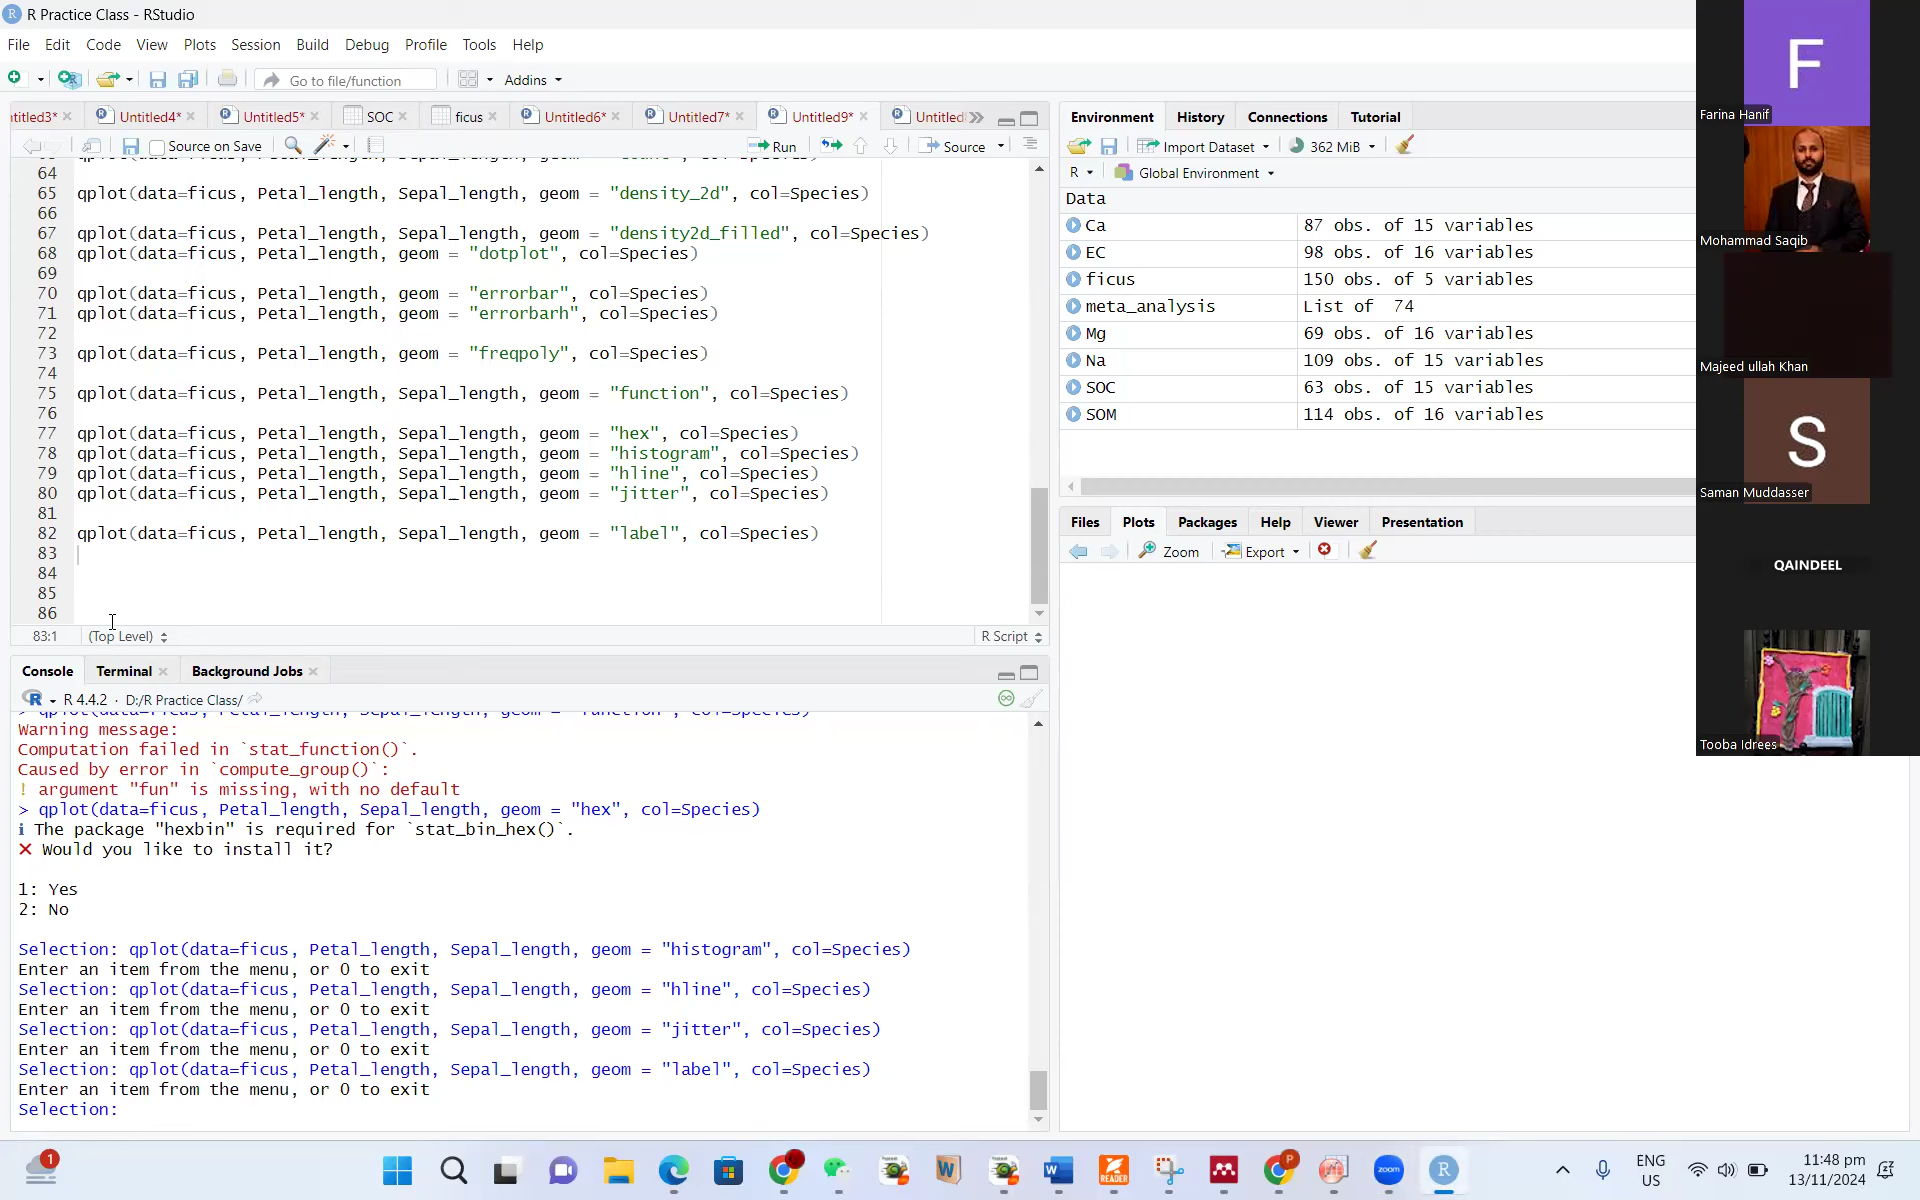 R Practice Class - RStudio
File Edit Code View Plots Session Build Debug Profile Tools Help
Go to file/function Addins
ntitled3* Untitled4* Untitled5* SOC ficus Untitled6* Untitled7* Untitled9* Untitled
Source on Save Run Source
64
65 qplot(data=ficus, Petal_length, Sepal_length, geom = "density_2d", col=Species)
66
67 qplot(data=ficus, Petal_length, Sepal_length, geom = "density2d_filled", col=Species)
68 qplot(data=ficus, Petal_length, geom = "dotplot", col=Species)
69
70 qplot(data=ficus, Petal_length, geom = "errorbar", col=Species)
71 qplot(data=ficus, Petal_length, geom = "errorbarh", col=Species)
72
73 qplot(data=ficus, Petal_length, geom = "freqpoly", col=Species)
74
75 qplot(data=ficus, Petal_length, Sepal_length, geom = "function", col=Species)
76
77 qplot(data=ficus, Petal_length, Sepal_length, geom = "hex", col=Species)
78 qplot(data=ficus, Petal_length, Sepal_length, geom = "histogram", col=Species)
79 qplot(data=ficus, Petal_length, Sepal_length, geom = "hline", col=Species)
80 qplot(data=ficus, Petal_length, Sepal_length, geom = "jitter", col=Species)
81
82 qplot(data=ficus, Petal_length, Sepal_length, geom = "label", col=Species)
83
84
85
86
83:1 (Top Level) R Script
Console Terminal Background Jobs
R 4.4.2 · D:/R Practice Class/
> qplot(data=ficus, Petal_length, Sepal_length, geom = "function", col=Species)
Warning message:
Computation failed in `stat_function()`.
Caused by error in `compute_group()`:
! argument "fun" is missing, with no default
> qplot(data=ficus, Petal_length, Sepal_length, geom = "hex", col=Species)
ℹ The package "hexbin" is required for `stat_bin_hex()`.
✖ Would you like to install it?
1: Yes
2: No
Selection: qplot(data=ficus, Petal_length, Sepal_length, geom = "histogram", col=Species)
Enter an item from the menu, or 0 to exit
Selection: qplot(data=ficus, Petal_length, Sepal_length, geom = "hline", col=Species)
Enter an item from the menu, or 0 to exit
Selection: qplot(data=ficus, Petal_length, Sepal_length, geom = "jitter", col=Species)
Enter an item from the menu, or 0 to exit
Selection: qplot(data=ficus, Petal_length, Sepal_length, geom = "label", col=Species)
Enter an item from the menu, or 0 to exit
Selection:
Environment History Connections Tutorial
Import Dataset 362 MiB
R Global Environment
Data
Ca 87 obs. of 15 variables
EC 98 obs. of 16 variables
ficus 150 obs. of 5 variables
meta_analysis List of 74
Mg 69 obs. of 16 variables
Na 109 obs. of 15 variables
SOC 63 obs. of 15 variables
SOM 114 obs. of 16 variables
Files Plots Packages Help Viewer Presentation
Zoom Export
F
Farina Hanif
Mohammad Saqib
Majeed ullah Khan
S
Saman Muddasser
QAINDEEL
Tooba Idrees
1
W
READER
zoom
R
P
ENG
US
11:48 pm
13/11/2024